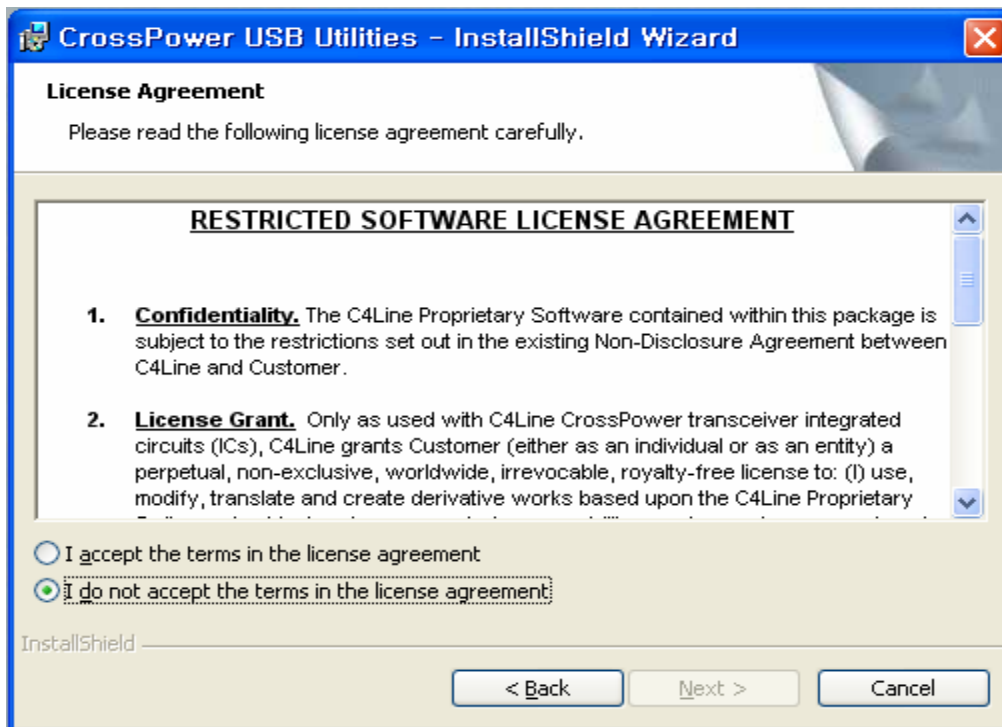 CrossPower USB Utilities - InstallShield Wizard
License Agreement
Please read the following license agreement carefully.
RESTRICTED SOFTWARE LICENSE AGREEMENT
1. Confidentiality. The C4Line Proprietary Software contained within this package is
subject to the restrictions set out in the existing Non-Disclosure Agreement between
C4Line and Customer.
2. License Grant. Only as used with C4Line CrossPower transceiver integrated
circuits (ICs), C4Line grants Customer (either as an individual or as an entity) a
perpetual, non-exclusive, worldwide, irrevocable, royalty-free license to: (I) use,
modify, translate and create derivative works based upon the C4Line Proprietary
I accept the terms in the license agreement
I do not accept the terms in the license agreement
InstallShield
< Back
Next >
Cancel